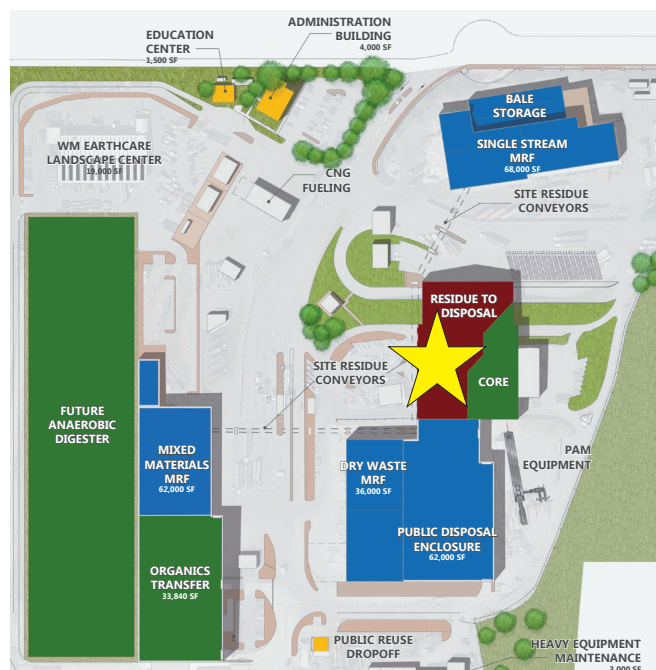 EDUCATION
CENTER
1,500 SF
ADMINISTRATION
BUILDING
4,000 SF
BALE
STORAGE
SINGLE STREAM
MRF
68,000 SF
WM EARTHCARE
LANDSCAPE CENTER
19,000 SF
CNG
FUELING
SITE RESIDUE
CONVEYORS
RESIDUE TO
DISPOSAL
SITE RESIDUE
CONVEYORS
CORE
FUTURE
ANAEROBIC
DIGESTER
MIXED
MATERIALS
MRF
62,000 SF
DRY WASTE
MRF
36,000 SF
PAM
EQUIPMENT
PUBLIC DISPOSAL
ENCLOSURE
62,000 SF
ORGANICS
TRANSFER
33,840 SF
PUBLIC REUSE
DROPOFF
HEAVY EQUIPMENT
MAINTENANCE
3,000 SF